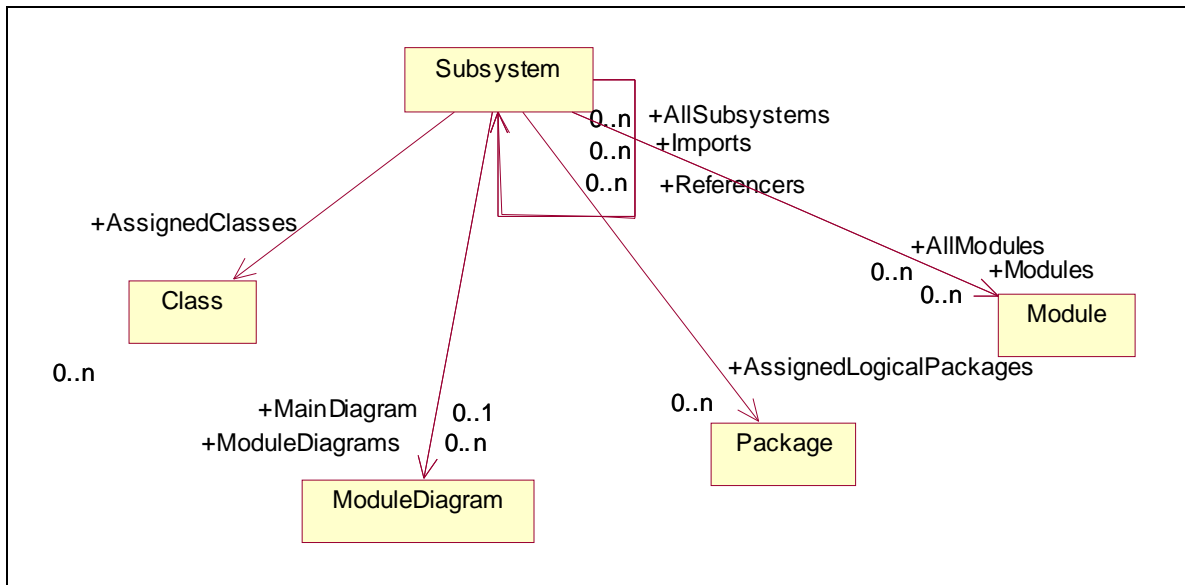 Subsystem
0..n +AllSubsystems
0..n +Imports
0..n +Referencers
+AssignedClasses
+AllModules
0..n +Modules
0..n
Class
Module
0..n
+AssignedLogicalPackages
+MainDiagram 0..1
0..n
+ModuleDiagrams 0..n
Package
ModuleDiagram